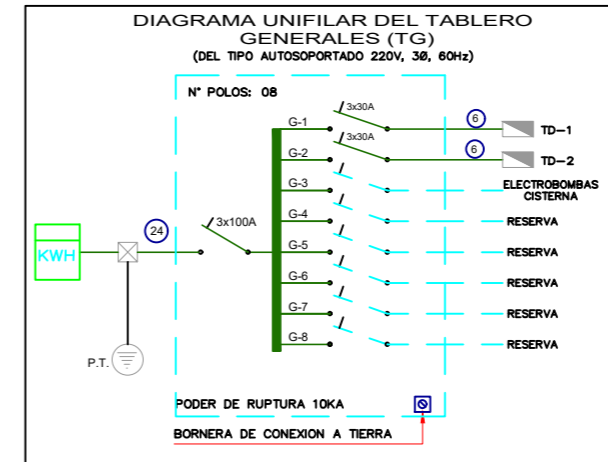 DIAGRAMA UNIFILAR DEL TABLERO
GENERALES (TG)
(DEL TIPO AUTOSOPORTADO 220V, 3Ø, 60Hz)
N° POLOS: 08
G-1
3x30A
6
TD-1
G-2
3x30A
6
TD-2
G-3
ELECTROBOMBAS
CISTERNA
G-4
RESERVA
KWH
24
3x100A
G-5
RESERVA
G-6
RESERVA
G-7
RESERVA
G-8
RESERVA
P.T.
PODER DE RUPTURA 10KA
BORNERA DE CONEXION A TIERRA